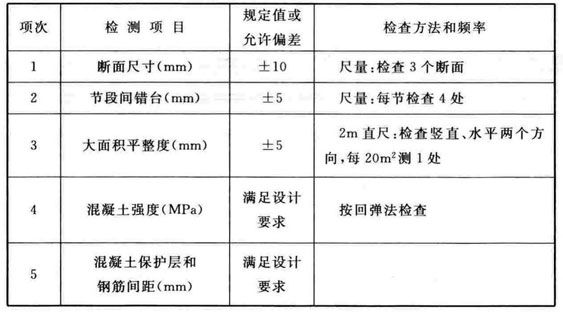 项次
检测项目
规定值或
允许偏差
检查方法和频率
1
断面尺寸(mm)
±10
尺量:检查3个断面
2
节段间错台(mm)
±5
尺量:每节检查4处
3
大面积平整度(mm)
±5
2m直尺:检查竖直、水平两个方
向,每20m²测1处
4
混凝土强度(MPa)
满足设计
要求
按回弹法检查
5
混凝土保护层和
钢筋间距(mm)
满足设计
要求